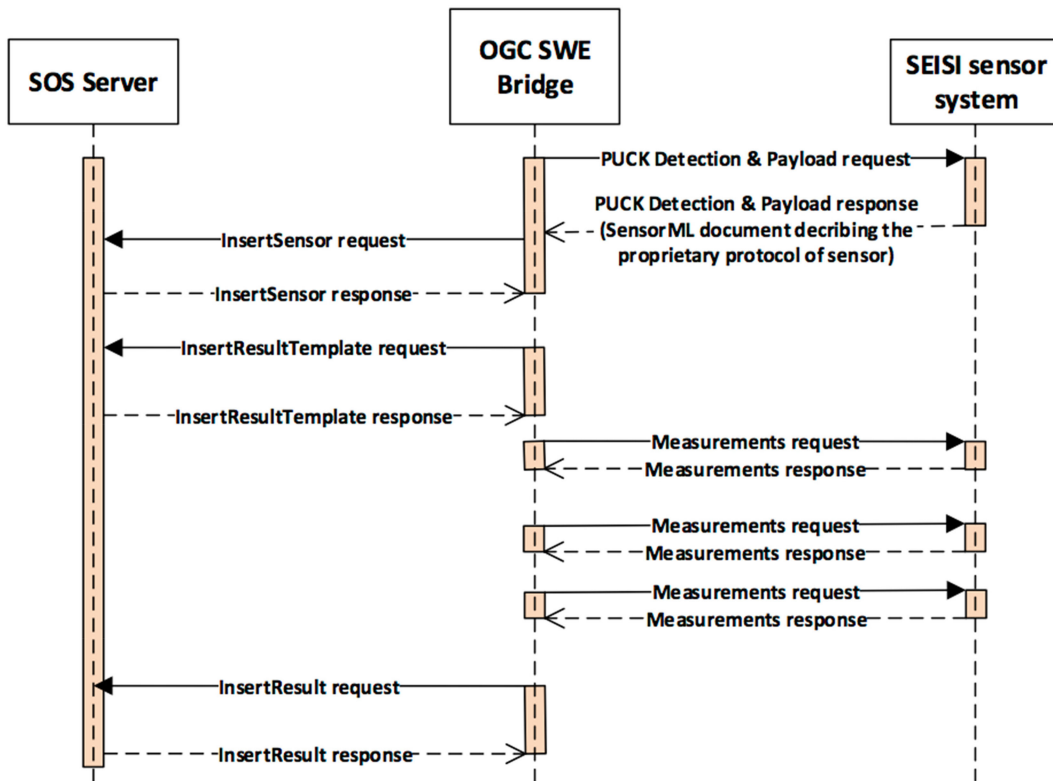 SOS Server
OGC SWE
Bridge
SEISI sensor
system
PUCK Detection & Payload request
PUCK Detection & Payload response
(SensorML document decribing the
proprietary protocol of sensor)
InsertSensor request
InsertSensor response
InsertResultTemplate request
InsertResultTemplate response
Measurements request
Measurements response
Measurements request
Measurements response
Measurements request
Measurements response
InsertResult request
InsertResult response